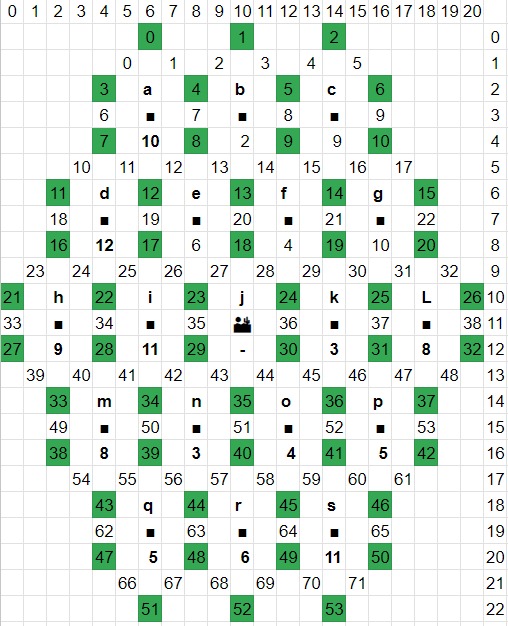 0 1 2 3 4 5 6 7 8 9 10 11 12 13 14 15 16 17 18 19 20
0 1 2 0
0 1 2 3 4 5 1
3 a 4 b 5 c 6 2
6 ■ 7 ■ 8 ■ 9 3
7 10 8 2 9 9 10 4
10 11 12 13 14 15 16 17 5
11 d 12 e 13 f 14 g 15 6
18 ■ 19 ■ 20 ■ 21 ■ 22 7
16 12 17 6 18 4 19 10 20 8
23 24 25 26 27 28 29 30 31 32 9
21 h 22 i 23 j 24 k 25 L 26 10
33 ■ 34 ■ 35 36 ■ 37 ■ 38 11
27 9 28 11 29 - 30 3 31 8 32 12
39 40 41 42 43 44 45 46 47 48 13
33 m 34 n 35 o 36 p 37 14
49 ■ 50 ■ 51 ■ 52 ■ 53 15
38 8 39 3 40 4 41 5 42 16
54 55 56 57 58 59 60 61 17
43 q 44 r 45 s 46 18
62 ■ 63 ■ 64 ■ 65 19
47 5 48 6 49 11 50 20
66 67 68 69 70 71 21
51 52 53 22